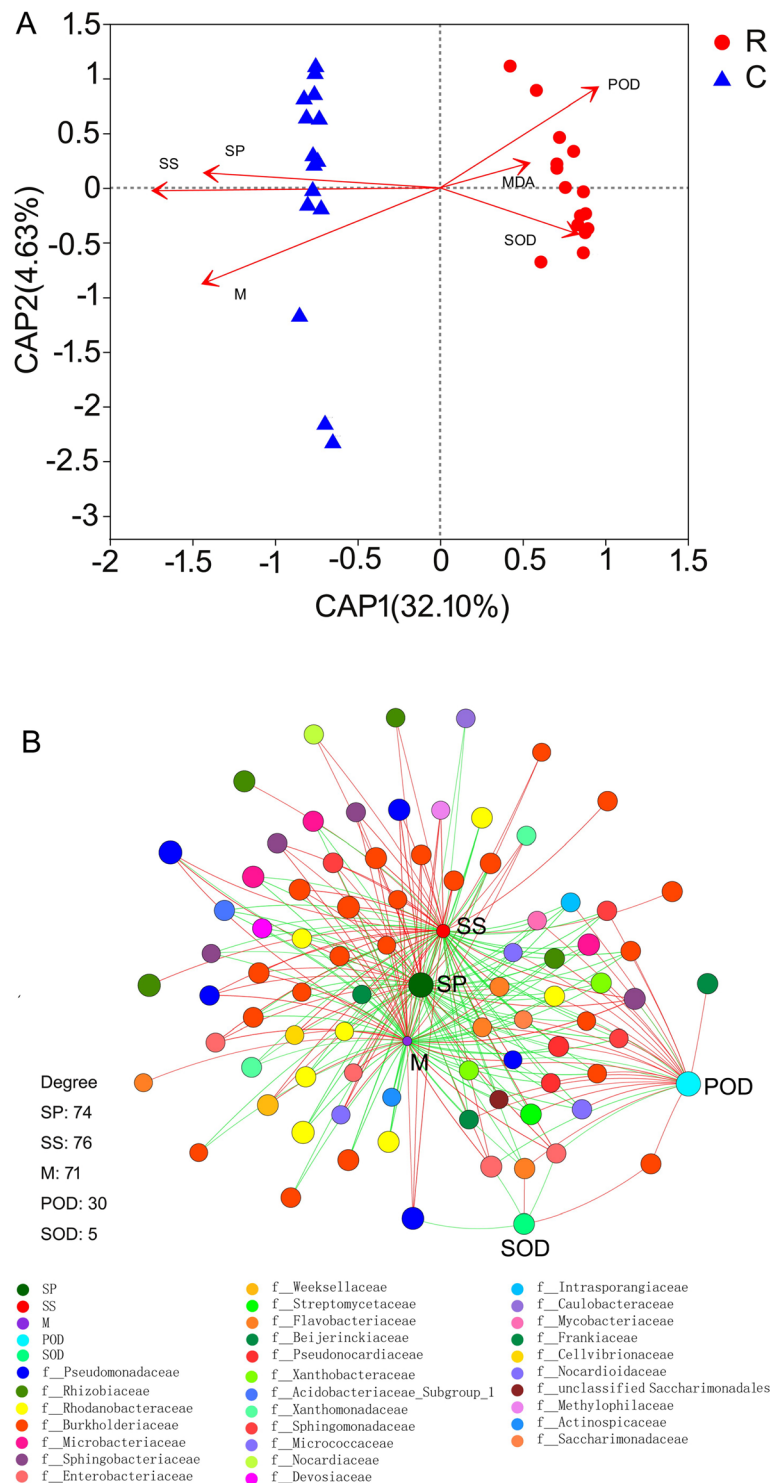 A
R
C
1.5
1
0.5
0
-0.5
-1
-1.5
-2
-2.5
-3
CAP2(4.63%)
POD
SP
SS
MDA
SOD
M
-2
-1.5
-1
-0.5
0
0.5
1
1.5
CAP1(32.10%)
B
SS
SP
M
POD
SOD
Degree
SP: 74
SS: 76
M: 71
POD: 30
SOD: 5
SP
SS
M
POD
SOD
f__Pseudomonadaceae
f__Rhizobiaceae
f__Rhodanobacteraceae
f__Burkholderiaceae
f__Microbacteriaceae
f__Sphingobacteriaceae
f__Enterobacteriaceae
f__Weeksellaceae
f__Streptomycetaceae
f__Flavobacteriaceae
f__Beijerinckiaceae
f__Pseudonocardiaceae
f__Xanthobacteraceae
f__Acidobacteriaceae_Subgroup_1
f__Xanthomonadaceae
f__Sphingomonadaceae
f__Micrococcaceae
f__Nocardiaceae
f__Devosiaceae
f__Intrasporangiaceae
f__Caulobacteraceae
f__Mycobacteriaceae
f__Frankiaceae
f__Cellvibrionaceae
f__Nocardioidaceae
f__unclassified Saccharimonadales
f__Methylophilaceae
f__Actinospicaceae
f__Saccharimonadaceae